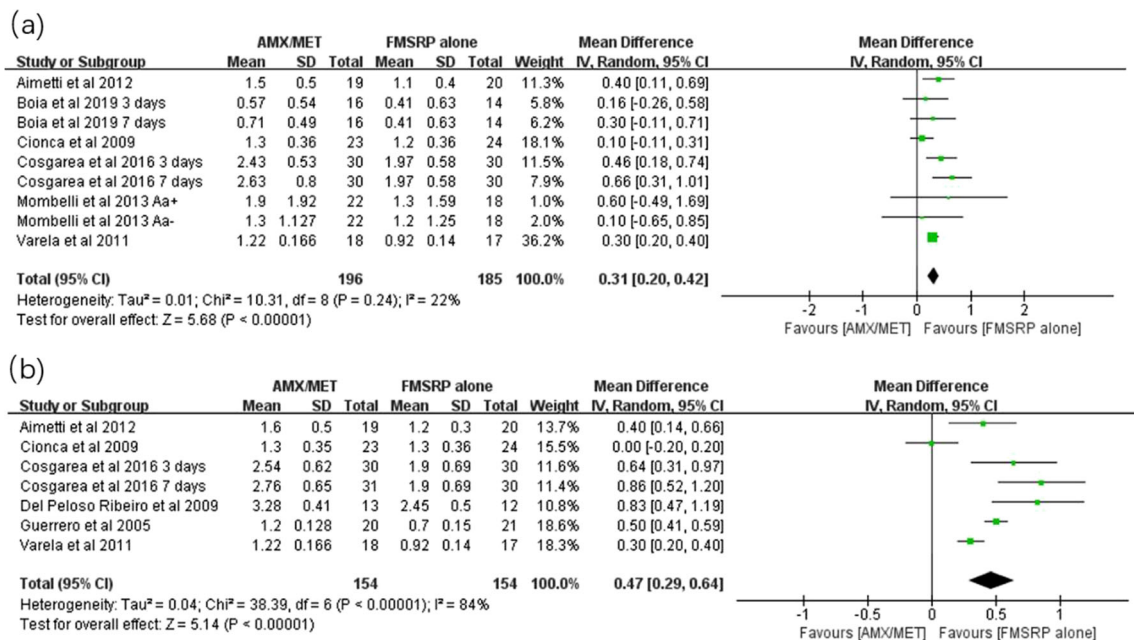 (a)
AMX/MET FMSRP alone Mean Difference Mean Difference
Study or Subgroup Mean SD Total Mean SD Total Weight IV, Random, 95% CI IV, Random, 95% CI
Aimetti et al 2012 1.5 0.5 19 1.1 0.4 20 11.3% 0.40 [0.11, 0.69]
Boia et al 2019 3 days 0.57 0.54 16 0.41 0.63 14 5.8% 0.16 [-0.26, 0.58]
Boia et al 2019 7 days 0.71 0.49 16 0.41 0.63 14 6.2% 0.30 [-0.11, 0.71]
Cionca et al 2009 1.3 0.36 23 1.2 0.36 24 18.1% 0.10 [-0.11, 0.31]
Cosgarea et al 2016 3 days 2.43 0.53 30 1.97 0.58 30 11.5% 0.46 [0.18, 0.74]
Cosgarea et al 2016 7 days 2.63 0.8 30 1.97 0.58 30 7.9% 0.66 [0.31, 1.01]
Mombelli et al 2013 Aa+ 1.9 1.92 22 1.3 1.59 18 1.0% 0.60 [-0.49, 1.69]
Mombelli et al 2013 Aa- 1.3 1.127 22 1.2 1.25 18 2.0% 0.10 [-0.65, 0.85]
Varela et al 2011 1.22 0.166 18 0.92 0.14 17 36.2% 0.30 [0.20, 0.40]
Total (95% CI) 196 185 100.0% 0.31 [0.20, 0.42]
Heterogeneity: Tau² = 0.01; Chi² = 10.31, df = 8 (P = 0.24); I² = 22%
Test for overall effect: Z = 5.68 (P < 0.00001)
-2 -1 0 1 2
Favours [AMX/MET] Favours [FMSRP alone]
(b)
AMX/MET FMSRP alone Mean Difference Mean Difference
Study or Subgroup Mean SD Total Mean SD Total Weight IV, Random, 95% CI IV, Random, 95% CI
Aimetti et al 2012 1.6 0.5 19 1.2 0.3 20 13.7% 0.40 [0.14, 0.66]
Cionca et al 2009 1.3 0.35 23 1.3 0.36 24 15.5% 0.00 [-0.20, 0.20]
Cosgarea et al 2016 3 days 2.54 0.62 30 1.9 0.69 30 11.6% 0.64 [0.31, 0.97]
Cosgarea et al 2016 7 days 2.76 0.65 31 1.9 0.69 30 11.4% 0.86 [0.52, 1.20]
Del Peloso Ribeiro et al 2009 3.28 0.41 13 2.45 0.5 12 10.8% 0.83 [0.47, 1.19]
Guerrero et al 2005 1.2 0.128 20 0.7 0.15 21 18.6% 0.50 [0.41, 0.59]
Varela et al 2011 1.22 0.166 18 0.92 0.14 17 18.3% 0.30 [0.20, 0.40]
Total (95% CI) 154 154 100.0% 0.47 [0.29, 0.64]
Heterogeneity: Tau² = 0.04; Chi² = 38.39, df = 6 (P < 0.00001); I² = 84%
Test for overall effect: Z = 5.14 (P < 0.00001)
-1 -0.5 0 0.5 1
Favours [AMX/MET] Favours [FMSRP alone]